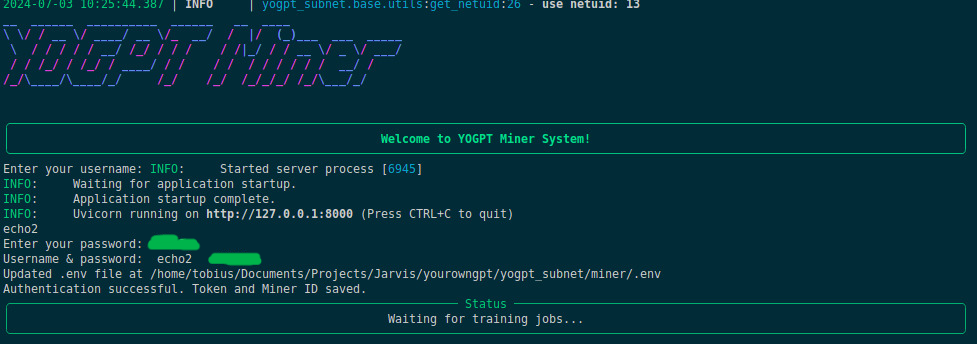 2024-07-03 10:25:44.387 | INFO | yogpt_subnet.base.utils:get_netuid:26 - use netuid: 13
YOGPT Miner
Welcome to YOGPT Miner System!
Enter your username: INFO: Started server process [6945]
INFO: Waiting for application startup.
INFO: Application startup complete.
INFO: Uvicorn running on http://127.0.0.1:8000 (Press CTRL+C to quit)
echo2
Enter your password:
Username & password: echo2
Updated .env file at /home/tobius/Documents/Projects/Jarvis/yourowngpt/yogpt_subnet/miner/.env
Authentication successful. Token and Miner ID saved.
Status
Waiting for training jobs...